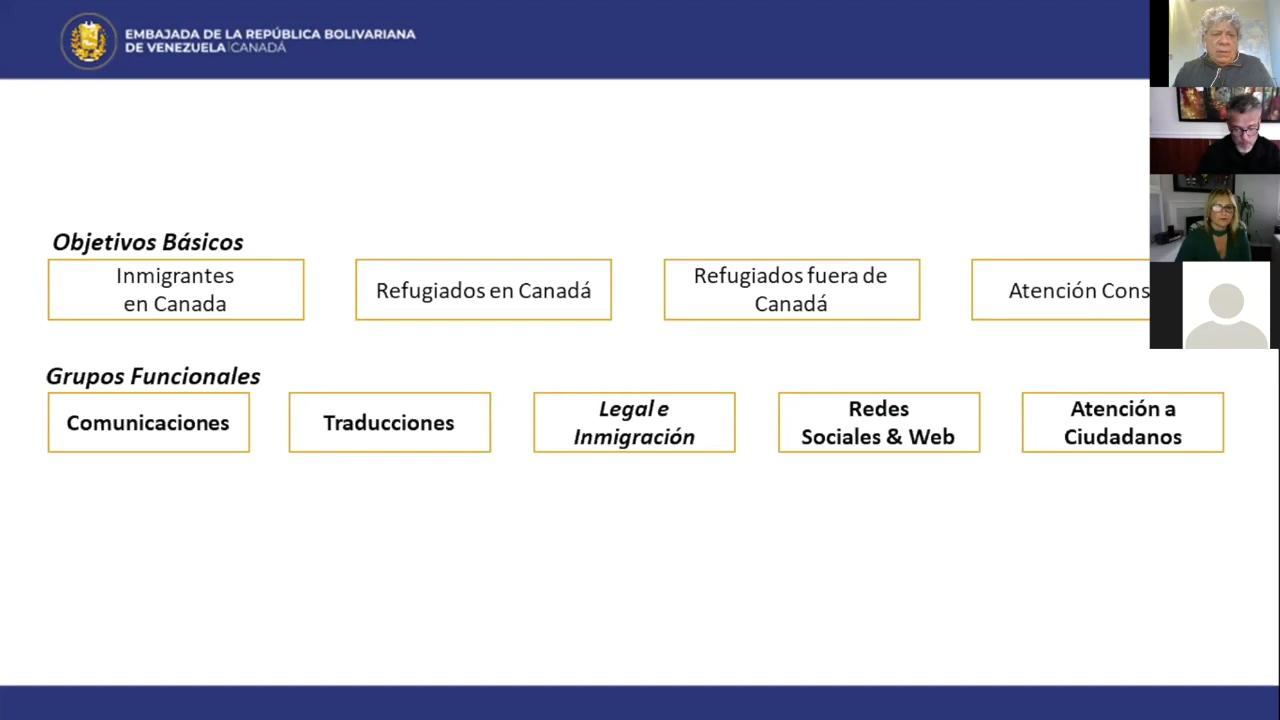 EMBAJADA DE LA REPÚBLICA BOLIVARIANA
DE VENEZUELA | CANADÁ
Objetivos Básicos
Inmigrantes
en Canada
Refugiados en Canadá
Refugiados fuera de
Canadá
Atención Cons
Grupos Funcionales
Comunicaciones
Traducciones
Legal e
Inmigración
Redes
Sociales & Web
Atención a
Ciudadanos